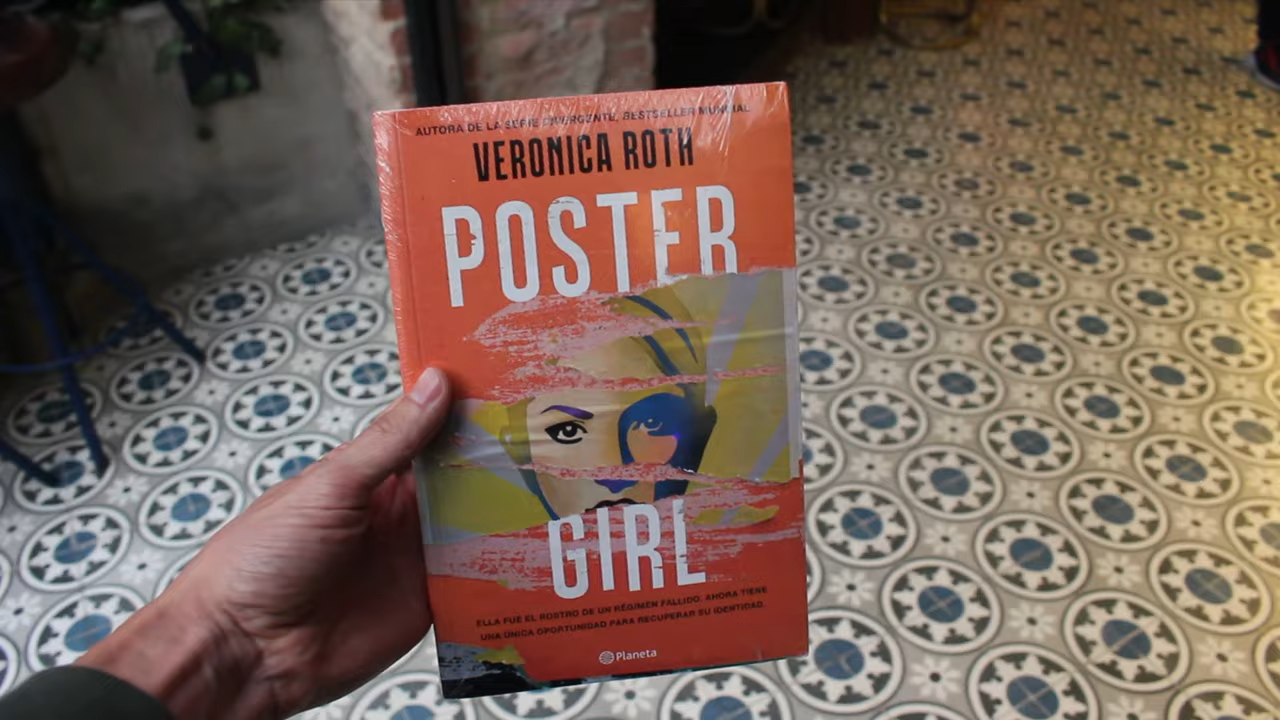 AUTORA DE LA SERIE DIVERGENTE, BESTSELLER MUNDIAL
VERONICA ROTH
POSTER
GIRL
ELLA FUE EL ROSTRO DE UN RÉGIMEN FALLIDO. AHORA TIENE
UNA ÚNICA OPORTUNIDAD PARA RECUPERAR SU IDENTIDAD.
Planeta